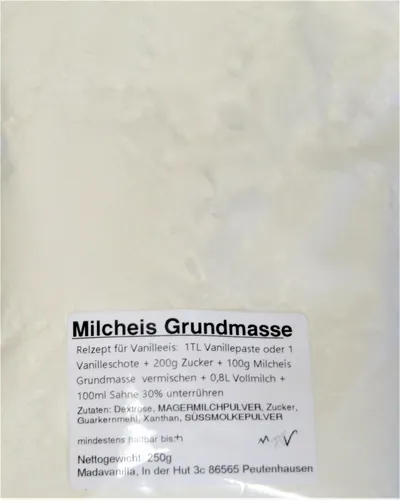 Milcheis Grundmasse
Relzept für Vanilleeis: 1TL Vanillepaste oder 1
Vanilleschote + 200g Zucker + 100g Milcheis
Grundmasse vermischen + 0,8L Vollmilch +
100ml Sahne 30% unterrühren
Zutaten: Dextrose, MAGERMILCHPULVER, Zucker,
Guarkernmehl, Xanthan, SÜSSMOLKEPULVER
mindestens haltbar bis:
Nettogewicht 250g
Madavanilla, In der Hut 3c 86565 Peutenhausen